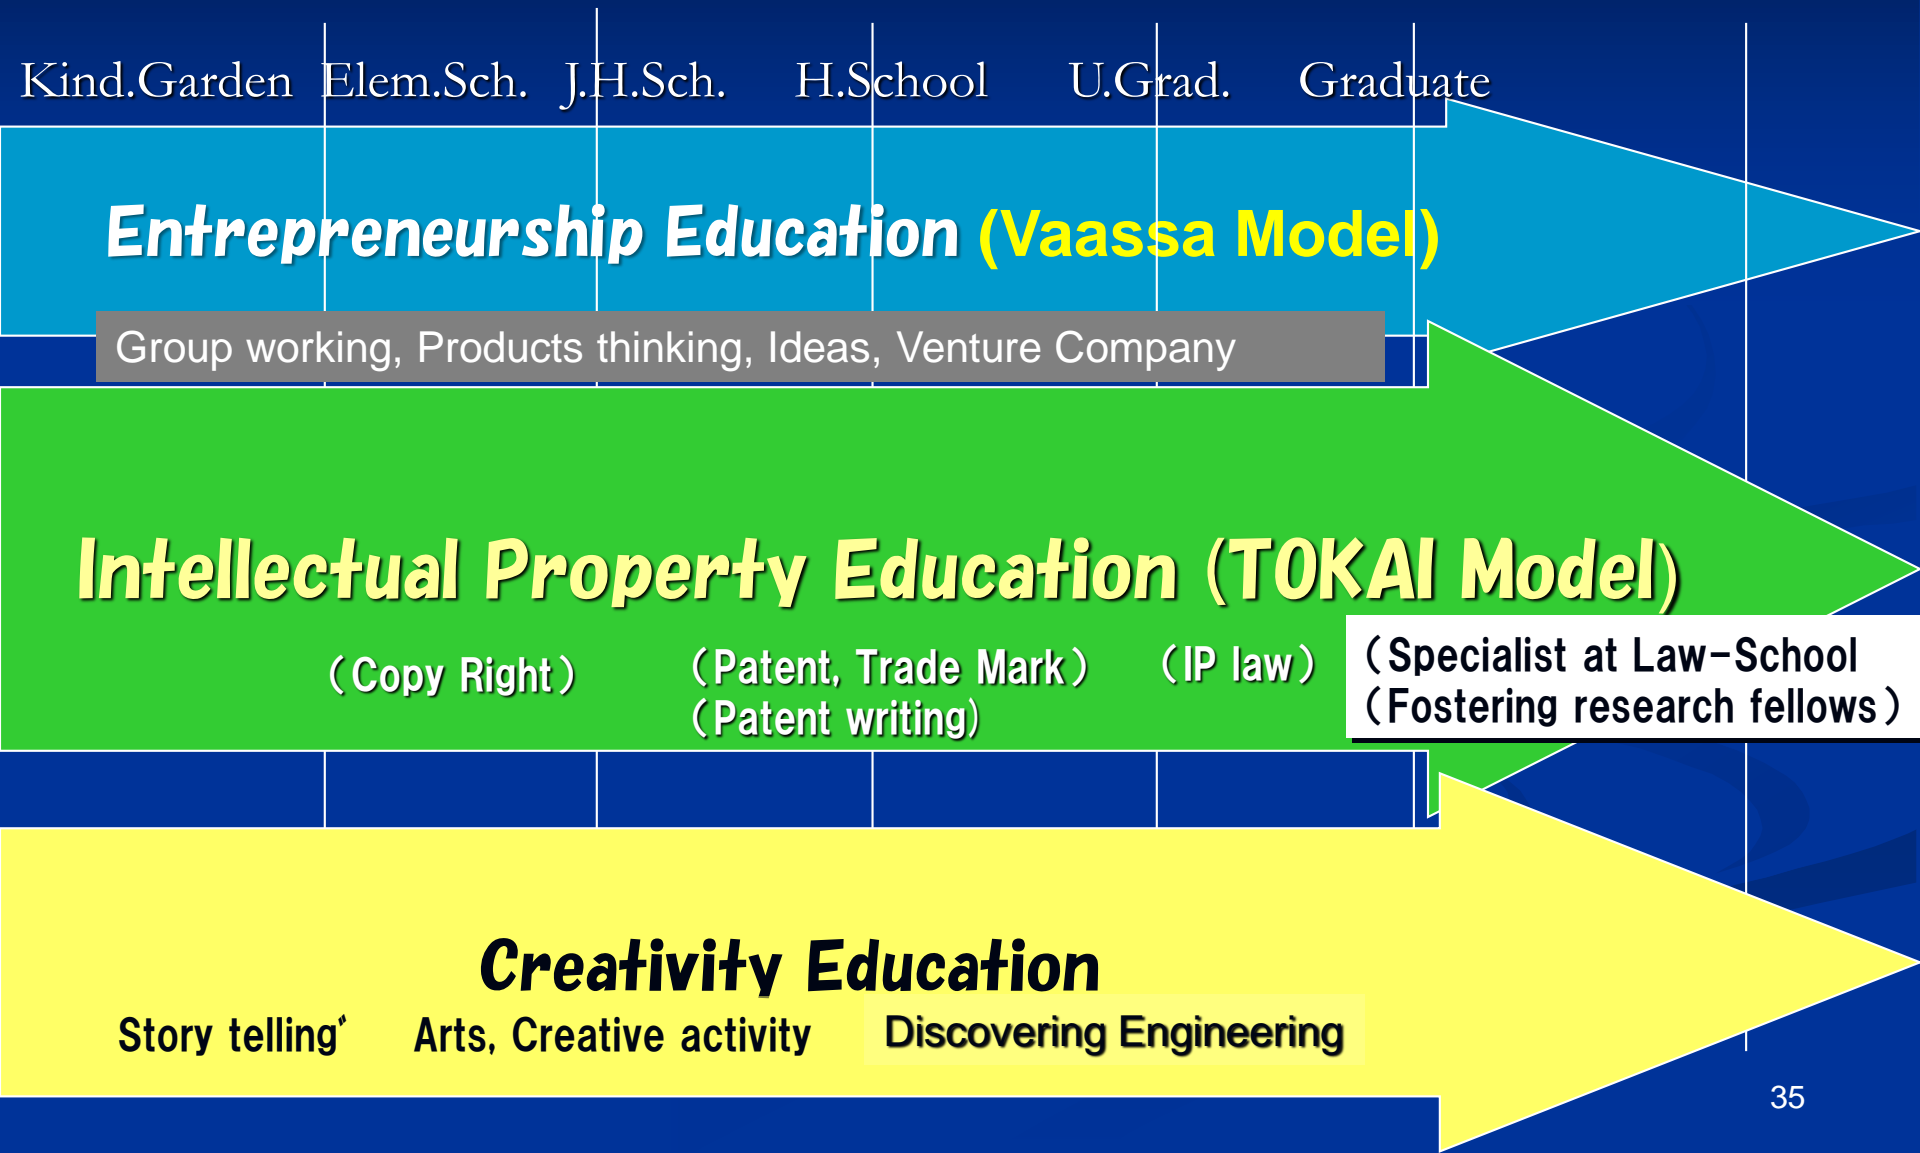 Kind.Garden Elem.Sch. J.H.Sch. H.School U.Grad. Graduate
Entrepreneurship Education (Vaassa Model)
Group working, Products thinking, Ideas, Venture Company
Intellectual Property Education (TOKAI Model)
（Copy Right） （Patent, Trade Mark） （IP law） （Specialist at Law−School
（Patent writing) （Fostering research fellows）
Creativity Education
Story telling゛ Arts, Creative activity Discovering Engineering
35